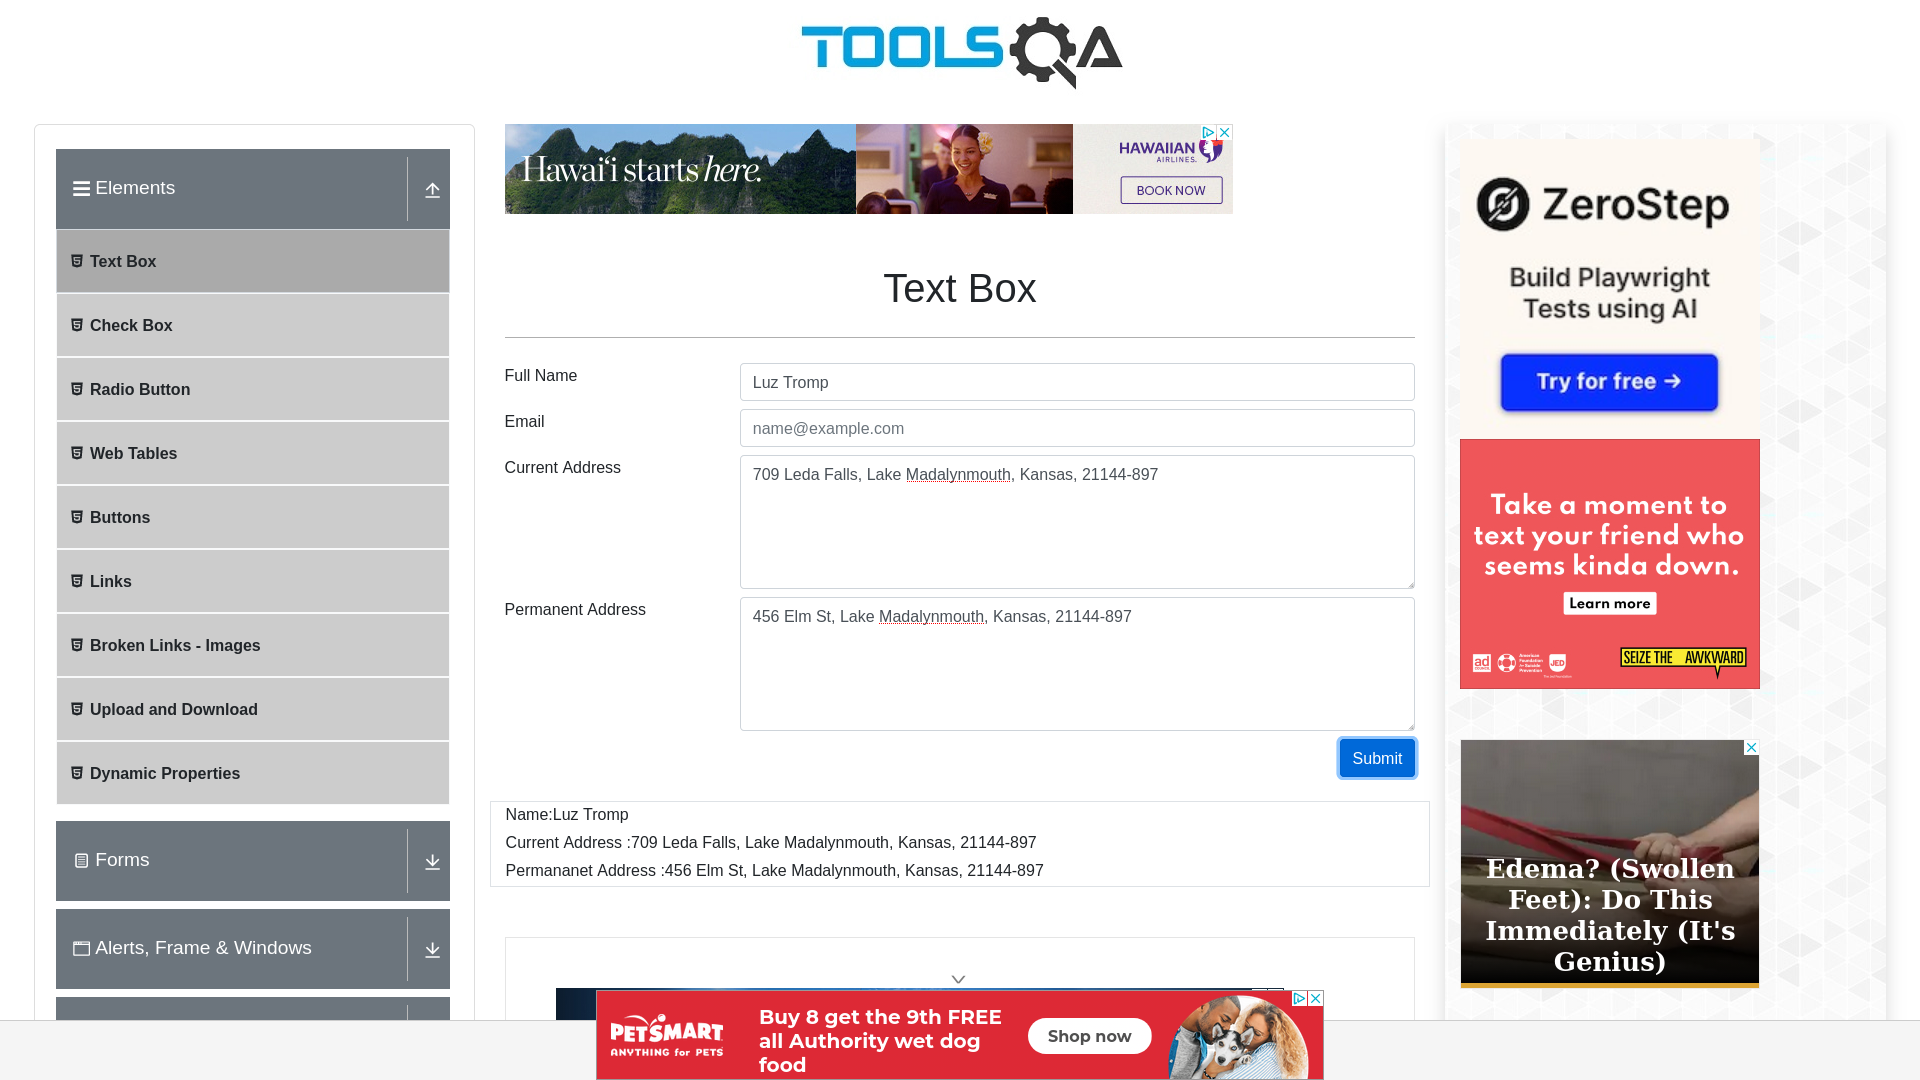 TOOLSQA
Elements
Text Box
Check Box
Radio Button
Web Tables
Buttons
Links
Broken Links - Images
Upload and Download
Dynamic Properties
Forms
Alerts, Frame & Windows
Hawai‘i starts here.
HAWAIIAN
AIRLINES.
BOOK NOW
Text Box
Full Name
Luz Tromp
Email
name@example.com
Current Address
709 Leda Falls, Lake Madalynmouth, Kansas, 21144-897
Permanent Address
456 Elm St, Lake Madalynmouth, Kansas, 21144-897
Submit
Name:Luz Tromp
Current Address :709 Leda Falls, Lake Madalynmouth, Kansas, 21144-897
Permananet Address :456 Elm St, Lake Madalynmouth, Kansas, 21144-897
ZeroStep
Build Playwright
Tests using AI
Try for free →
Take a moment to
text your friend who
seems kinda down.
Learn more
ad
American
Foundation
for Suicide
Prevention
JED
SEIZE THE AWKWARD
Edema? (Swollen
Feet): Do This
Immediately (It's
Genius)
PETSMART
ANYTHING for PETS
Buy 8 get the 9th FREE
all Authority wet dog
food
Shop now